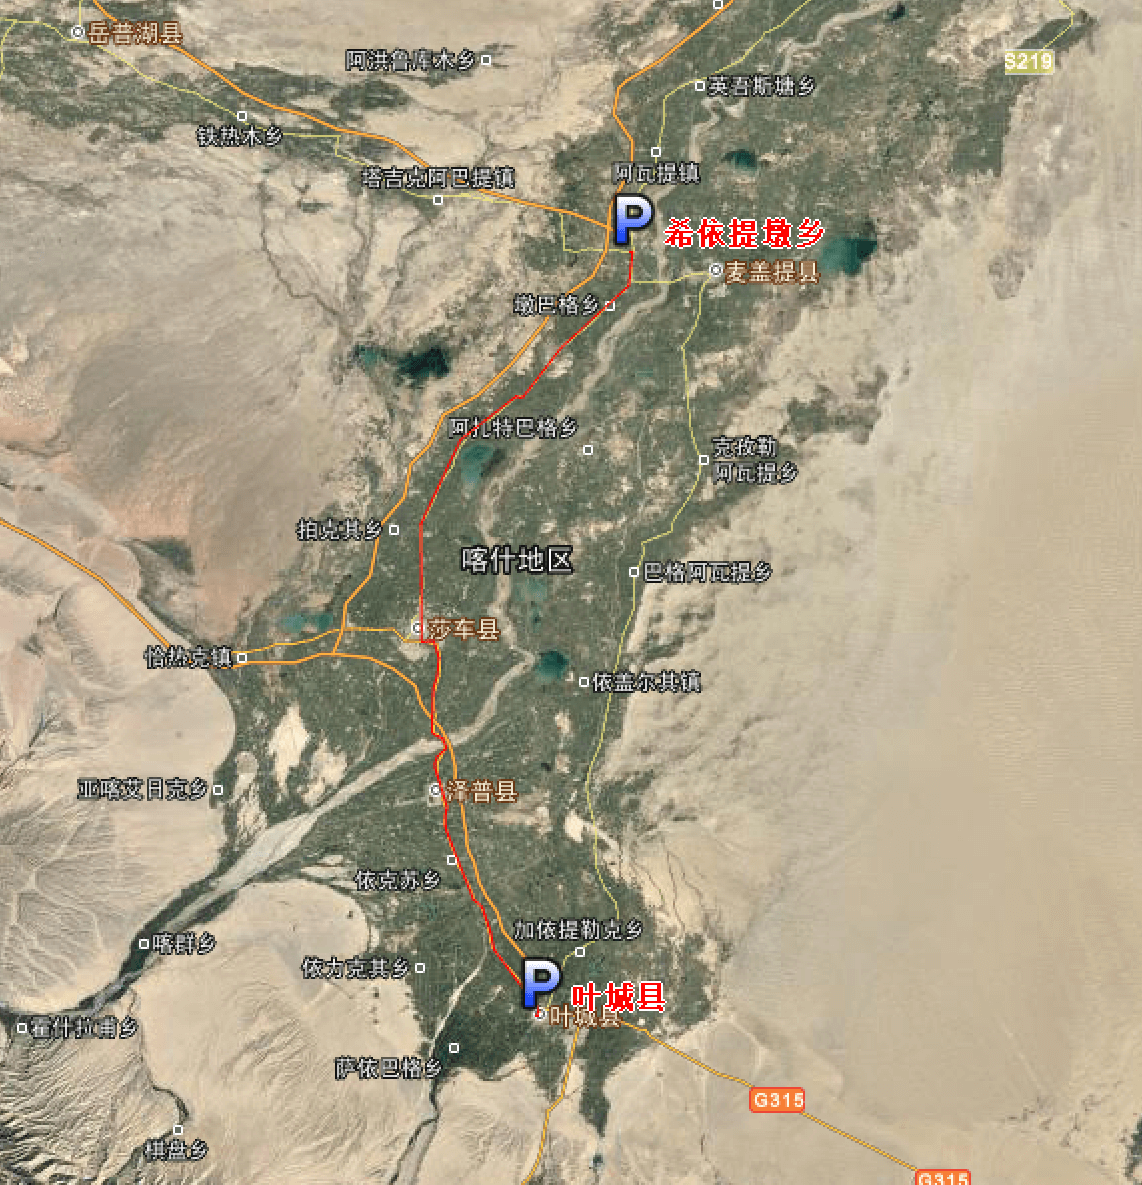 岳普湖县
阿洪鲁库木乡
S219
英吾斯塘乡
铁热木乡
塔吉克阿巴提镇
阿瓦提镇
P
希依提墩乡
麦盖提县
墩巴格乡
阿扎特巴格乡
克孜勒
阿瓦提乡
拍克其乡
喀什地区
巴格阿瓦提乡
莎车县
恰热克镇
依盖尔其镇
亚喀艾日克乡
泽普县
依克苏乡
加依提勒克乡
喀群乡
依力克其乡
P
叶城县
叶城县
霍什拉甫乡
萨依巴格乡
G315
棋盘乡
G315